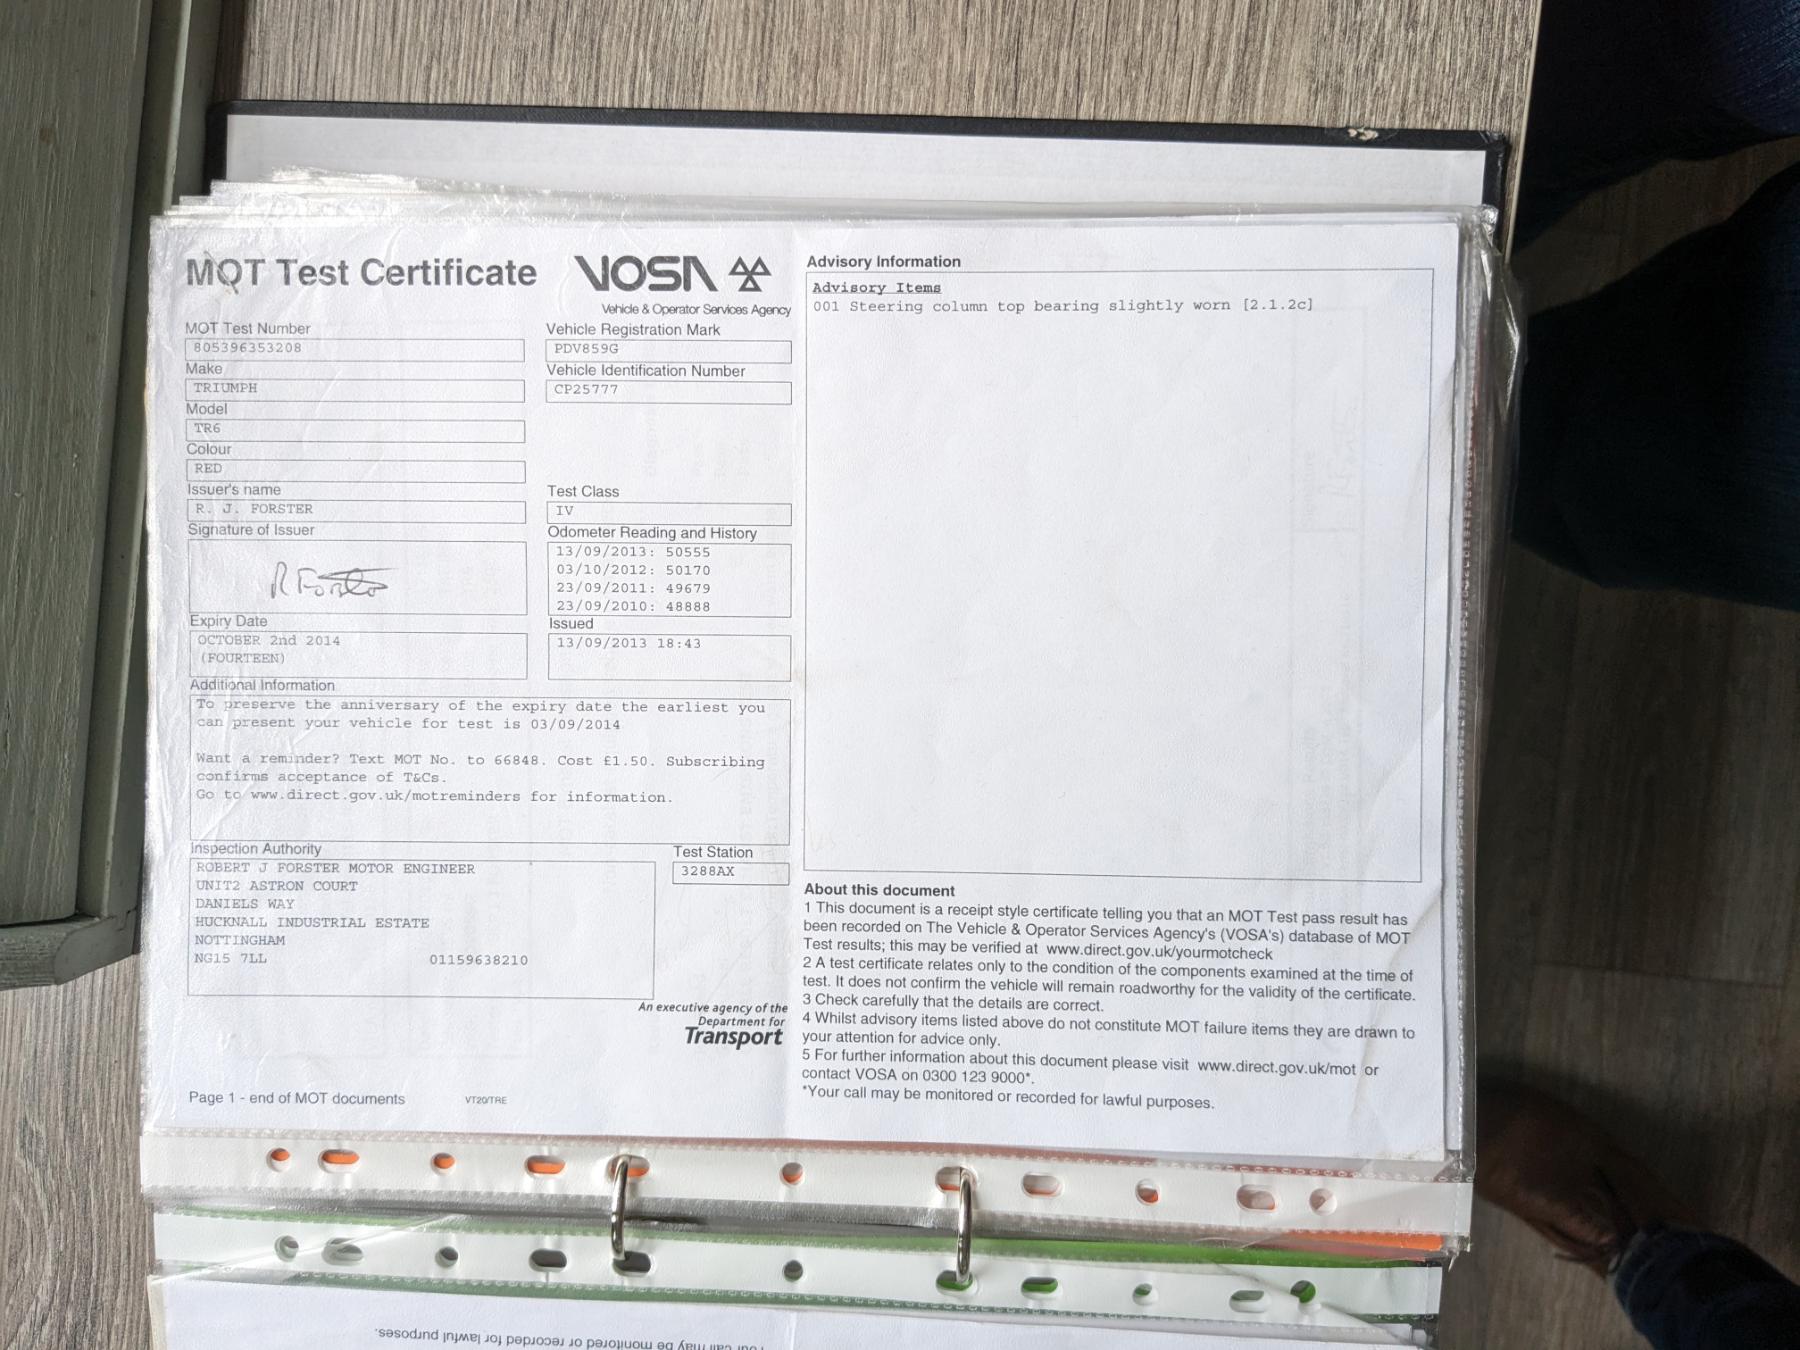 MOT Test Certificate
VOSA
Vehicle & Operator Services Agency
MOT Test Number
805396353208
Make
TRIUMPH
Model
TR6
Colour
RED
Issuer's name
R. J. FORSTER
Signature of Issuer
R Forster
Expiry Date
OCTOBER 2nd 2014
(FOURTEEN)
Vehicle Registration Mark
PDV859G
Vehicle Identification Number
CP25777
Test Class
IV
Odometer Reading and History
13/09/2013: 50555
03/10/2012: 50170
23/09/2011: 49679
23/09/2010: 48888
Issued
13/09/2013 18:43
Additional Information
To preserve the anniversary of the expiry date the earliest you
can present your vehicle for test is 03/09/2014
Want a reminder? Text MOT No. to 66848. Cost £1.50. Subscribing
confirms acceptance of T&Cs.
Go to www.direct.gov.uk/motreminders for information.
Inspection Authority
ROBERT J FORSTER MOTOR ENGINEER
UNIT2 ASTRON COURT
DANIELS WAY
HUCKNALL INDUSTRIAL ESTATE
NOTTINGHAM
NG15 7LL 01159638210
Test Station
3288AX
An executive agency of the
Department for
Transport
Page 1 - end of MOT documents VT20/TRE
Advisory Information
Advisory Items
001 Steering column top bearing slightly worn [2.1.2c]
About this document
1 This document is a receipt style certificate telling you that an MOT Test pass result has
been recorded on The Vehicle & Operator Services Agency's (VOSA's) database of MOT
Test results; this may be verified at www.direct.gov.uk/yourmotcheck
2 A test certificate relates only to the condition of the components examined at the time of
test. It does not confirm the vehicle will remain roadworthy for the validity of the certificate.
3 Check carefully that the details are correct.
4 Whilst advisory items listed above do not constitute MOT failure items they are drawn to
your attention for advice only.
5 For further information about this document please visit www.direct.gov.uk/mot or
contact VOSA on 0300 123 9000*.
*Your call may be monitored or recorded for lawful purposes.
call may be monitored or recorded for lawful purposes.